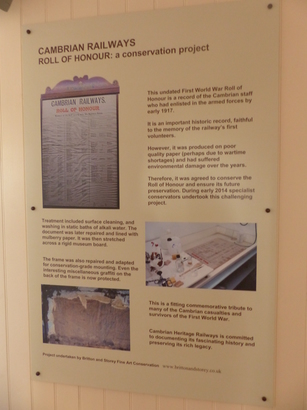 CAMBRIAN RAILWAYS
ROLL OF HONOUR: a conservation project
CAMBRIAN RAILWAYS.
ROLL OF HONOUR
This undated First World War Roll of
Honour is a record of the Cambrian staff
who had enlisted in the armed forces by
early 1917.
It is an important historic record, faithful
to the memory of the railway's first
volunteers.
However, it was produced on poor
quality paper (perhaps due to wartime
shortages) and had suffered
environmental damage over the years.
Therefore, it was agreed to conserve the
Roll of Honour and ensure its future
preservation. During early 2014 specialist
conservators undertook this challenging
project.
Treatment included surface cleaning, and
washing in static baths of alkali water. The
document was later repaired and lined with
mulberry paper. It was then stretched
across a rigid museum board.
The frame was also repaired and adapted
for conservation-grade mounting. Even the
interesting miscellaneous graffiti on the
back of the frame is now protected.
This is a fitting commemorative tribute to
many of the Cambrian casualties and
survivors of the First World War.
Cambrian Heritage Railways is committed
to documenting its fascinating history and
preserving its rich legacy.
Project undertaken by Britton and Storey Fine Art Conservation